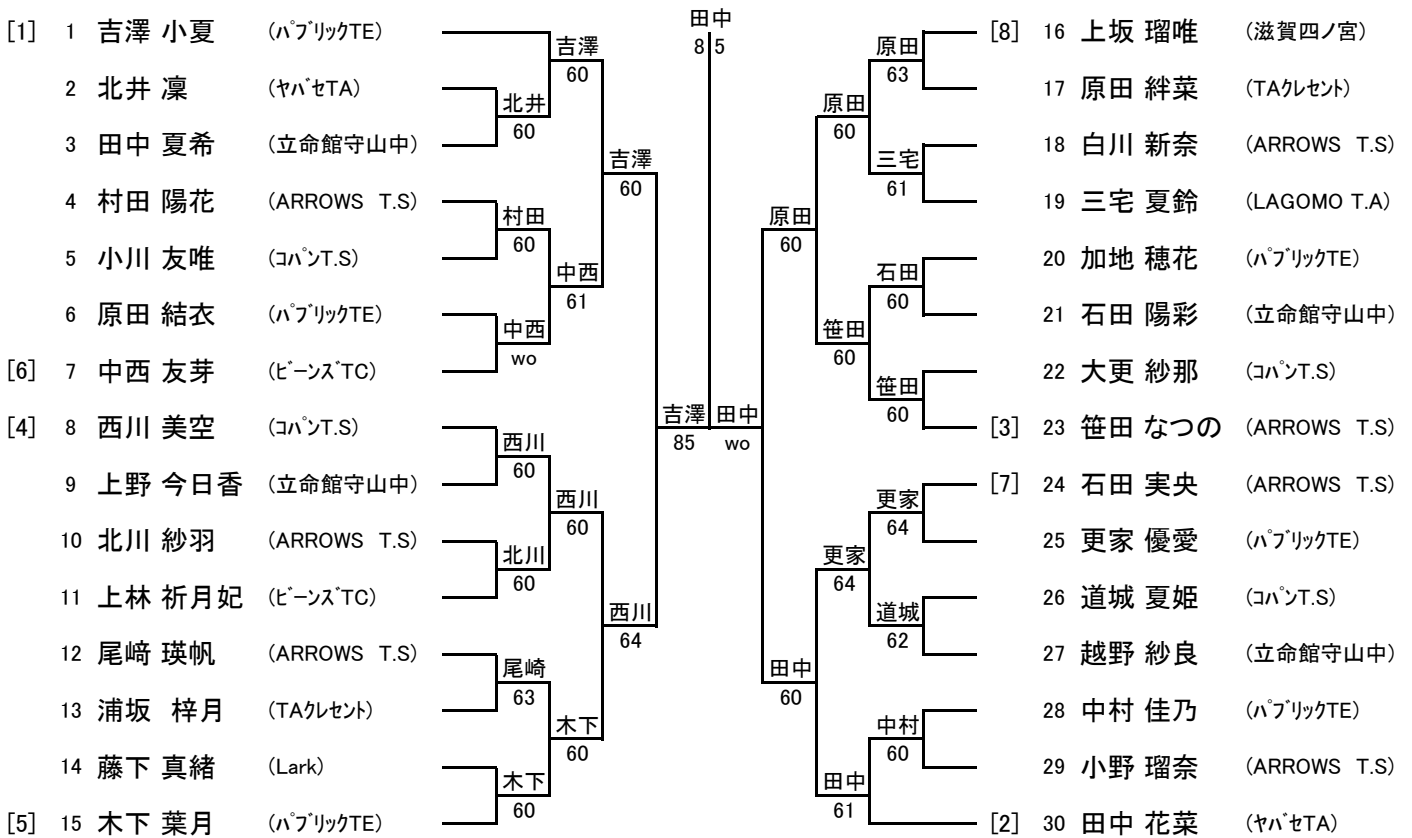 田中
8 5
[1] 1 吉澤 小夏 (パブリックTE)
2 北井 凜 (ヤバセTA)
3 田中 夏希 (立命館守山中)
4 村田 陽花 (ARROWS T.S)
5 小川 友唯 (コパンT.S)
6 原田 結衣 (パブリックTE)
[6] 7 中西 友芽 (ビーンズTC)
[4] 8 西川 美空 (コパンT.S)
9 上野 今日香 (立命館守山中)
10 北川 紗羽 (ARROWS T.S)
11 上林 祈月妃 (ビーンズTC)
12 尾﨑 瑛帆 (ARROWS T.S)
13 浦坂 梓月 (TAクレセント)
14 藤下 真緒 (Lark)
[5] 15 木下 葉月 (パブリックTE)
北井
60
村田
60
中西
wo
西川
60
北川
60
尾崎
63
木下
60
吉澤
60
中西
61
西川
60
木下
60
吉澤
60
西川
64
吉澤
85
田中
wo
原田
60
田中
60
原田
60
笹田
60
更家
64
田中
61
原田
63
三宅
61
石田
60
笹田
60
更家
64
道城
62
中村
60
[8] 16 上坂 瑠唯 (滋賀四ノ宮)
17 原田 絆菜 (TAクレセント)
18 白川 新奈 (ARROWS T.S)
19 三宅 夏鈴 (LAGOMO T.A)
20 加地 穂花 (パブリックTE)
21 石田 陽彩 (立命館守山中)
22 大更 紗那 (コパンT.S)
[3] 23 笹田 なつの (ARROWS T.S)
[7] 24 石田 実央 (ARROWS T.S)
25 更家 優愛 (パブリックTE)
26 道城 夏姫 (コパンT.S)
27 越野 紗良 (立命館守山中)
28 中村 佳乃 (パブリックTE)
29 小野 瑠奈 (ARROWS T.S)
[2] 30 田中 花菜 (ヤバセTA)